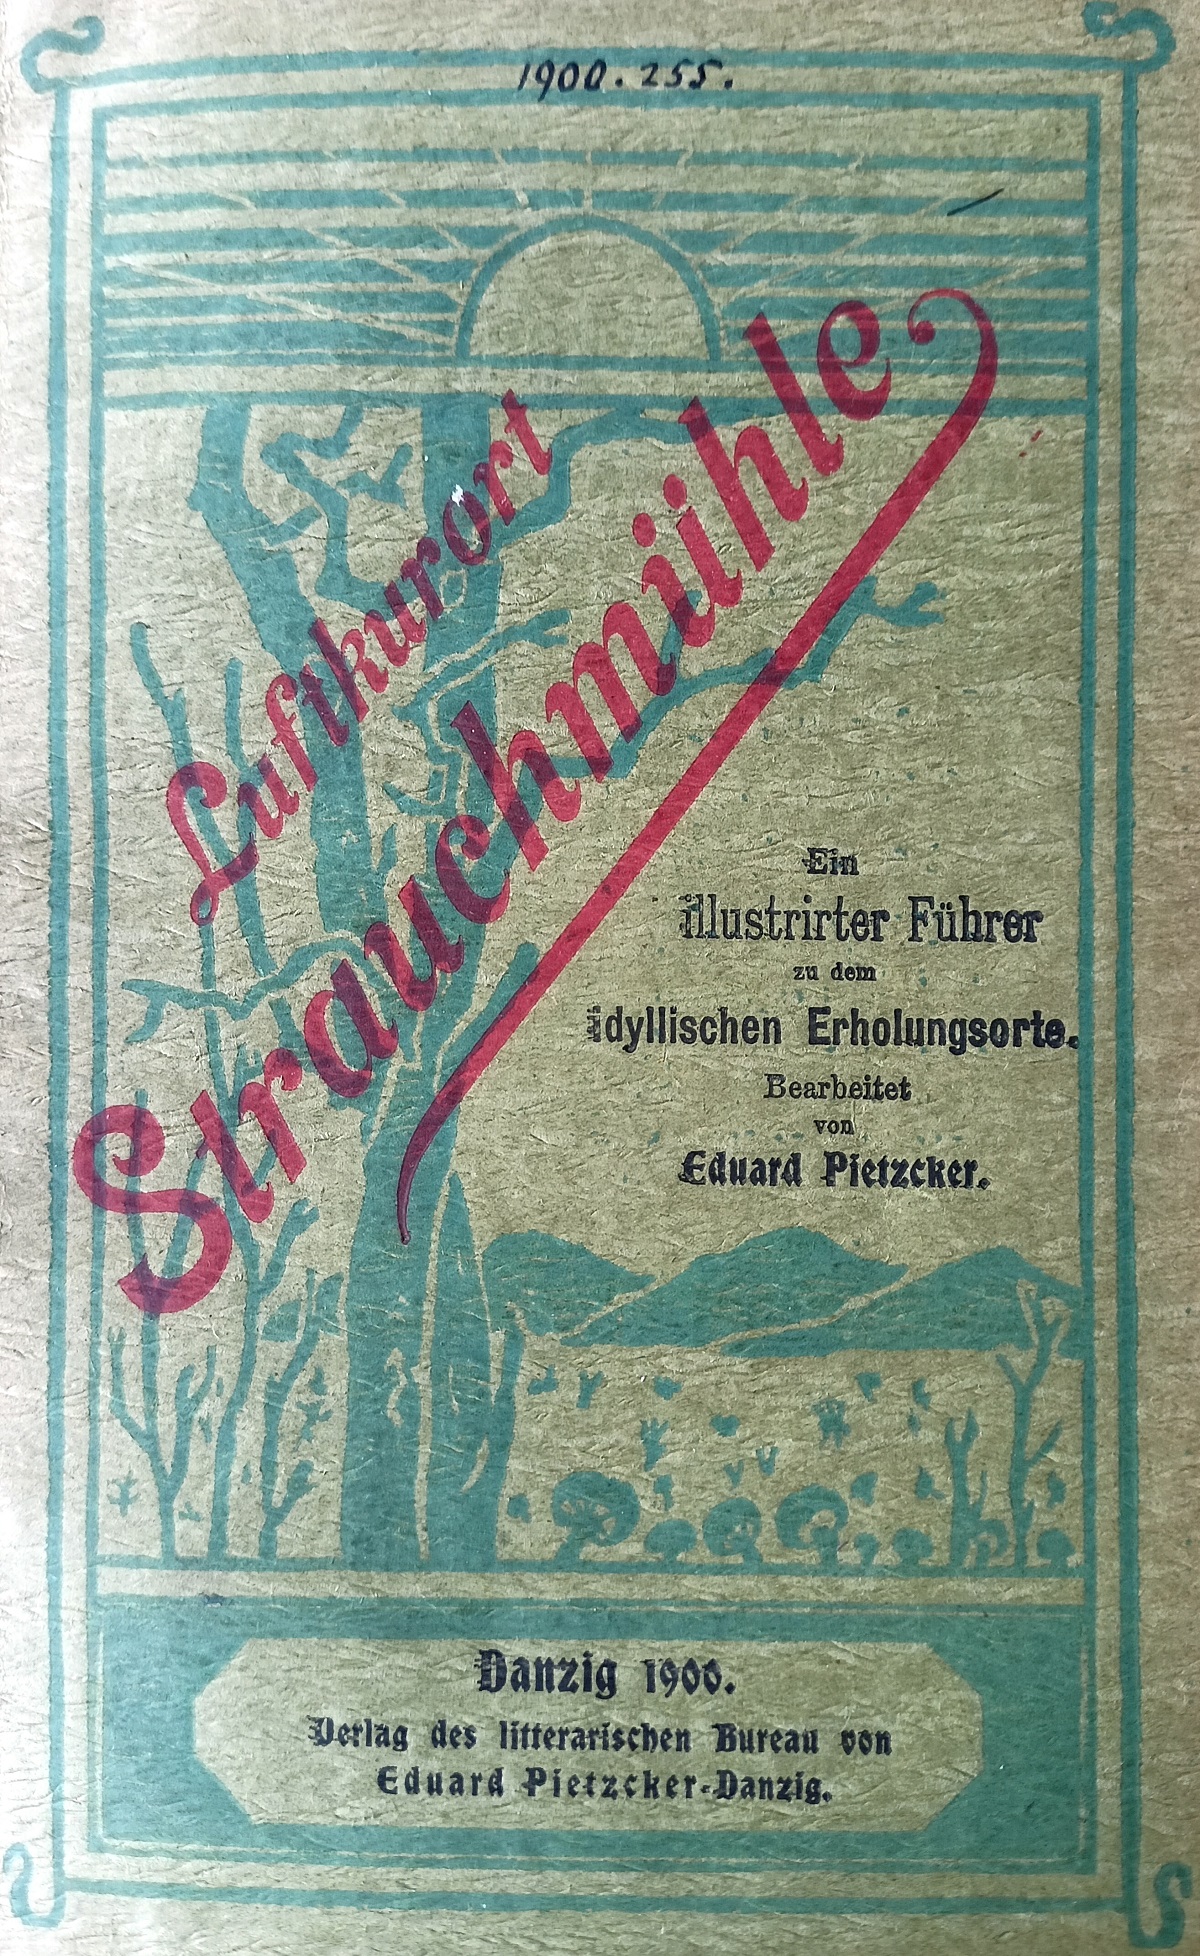 1900.255.
Luftkurort
Strauchmühle
Ein
illustrirter Führer
zu dem
idyllischen Erholungsorte.
Bearbeitet
von
Eduard Pietzcker.
Danzig 1900.
Verlag des litterarischen Bureau von
Eduard Pietzcker-Danzig.